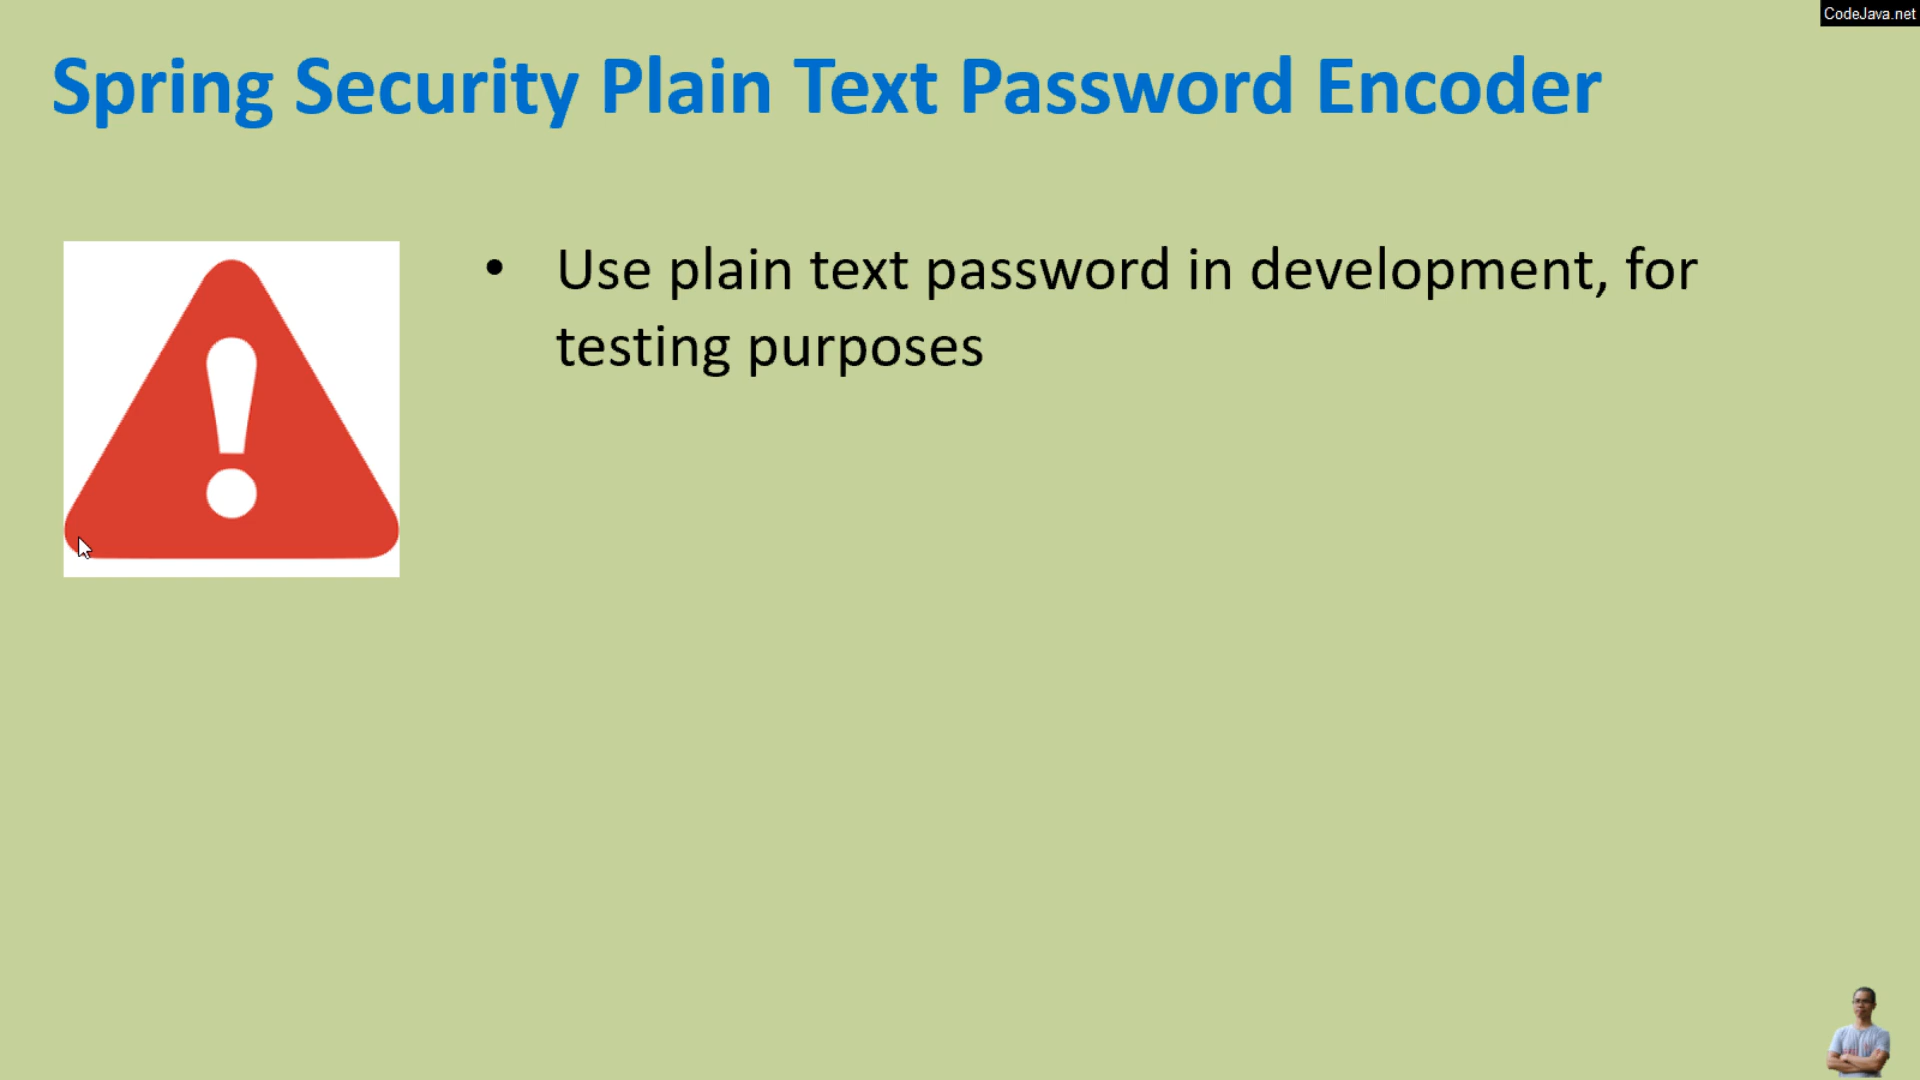 CodeJava.net
Spring Security Plain Text Password Encoder
• Use plain text password in development, for
testing purposes